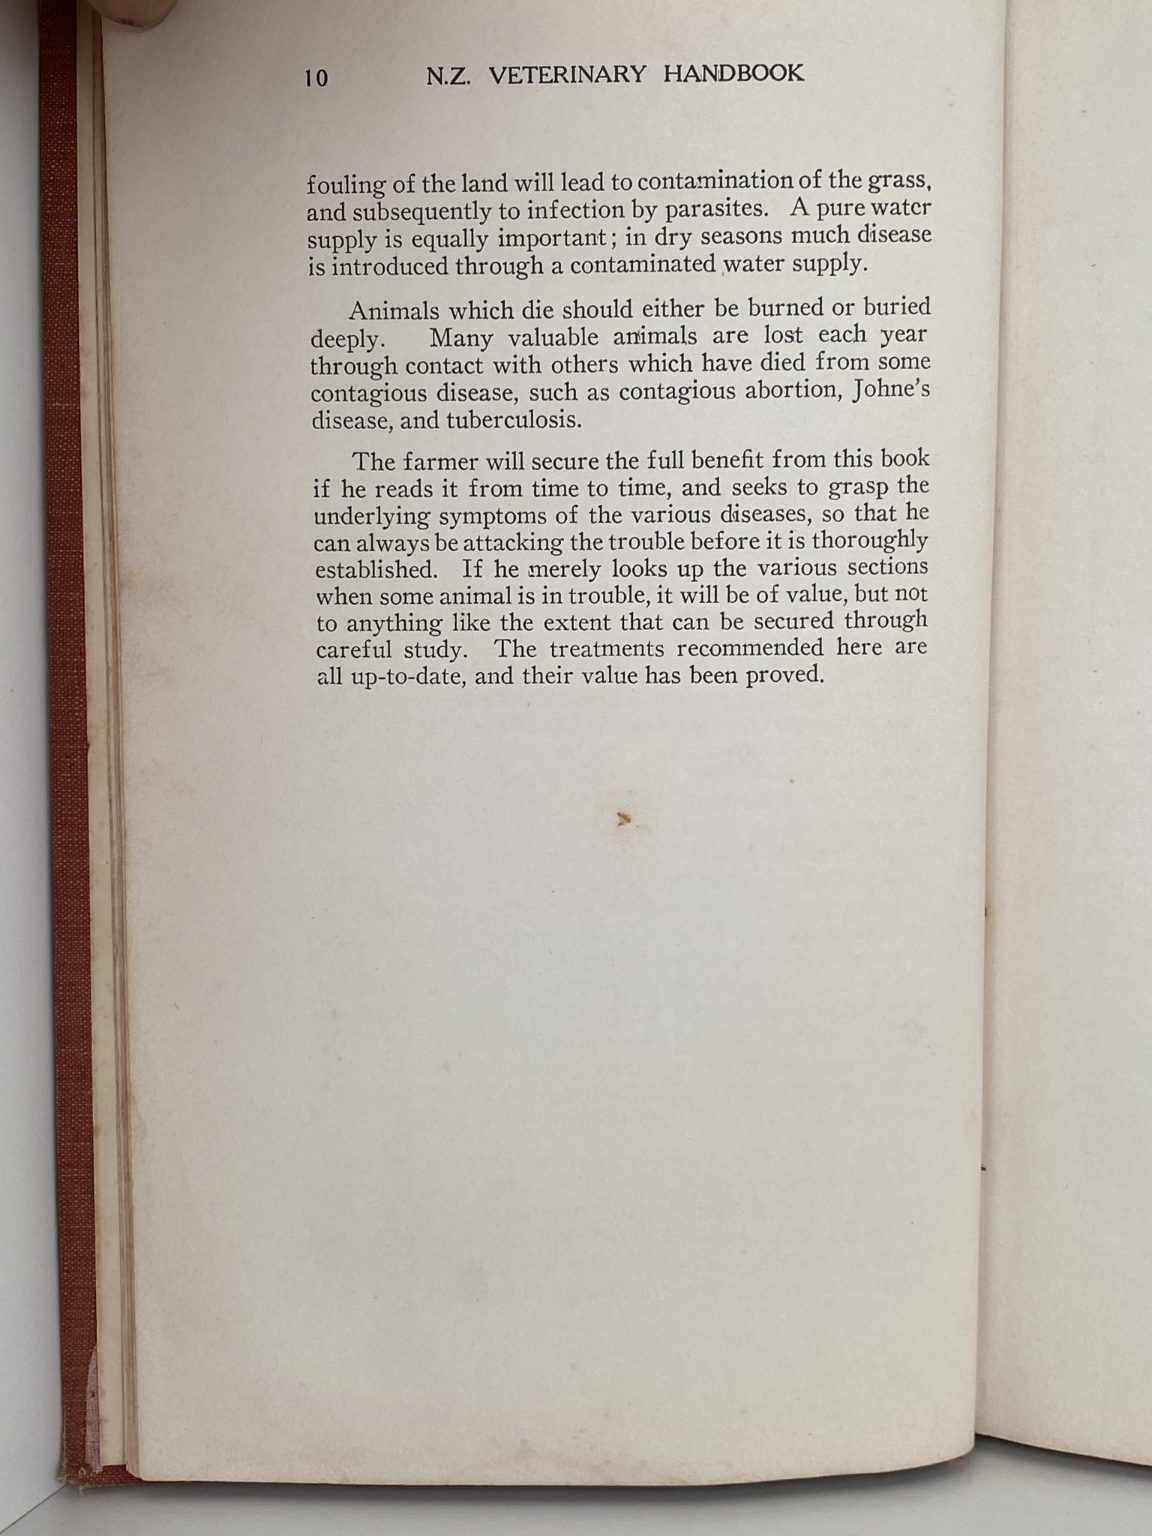 10 N.Z. VETERINARY HANDBOOK
fouling of the land will lead to contamination of the grass,
and subsequently to infection by parasites. A pure water
supply is equally important; in dry seasons much disease
is introduced through a contaminated water supply.
Animals which die should either be burned or buried
deeply. Many valuable animals are lost each year
through contact with others which have died from some
contagious disease, such as contagious abortion, Johne's
disease, and tuberculosis.
The farmer will secure the full benefit from this book
if he reads it from time to time, and seeks to grasp the
underlying symptoms of the various diseases, so that he
can always be attacking the trouble before it is thoroughly
established. If he merely looks up the various sections
when some animal is in trouble, it will be of value, but not
to anything like the extent that can be secured through
careful study. The treatments recommended here are
all up-to-date, and their value has been proved.